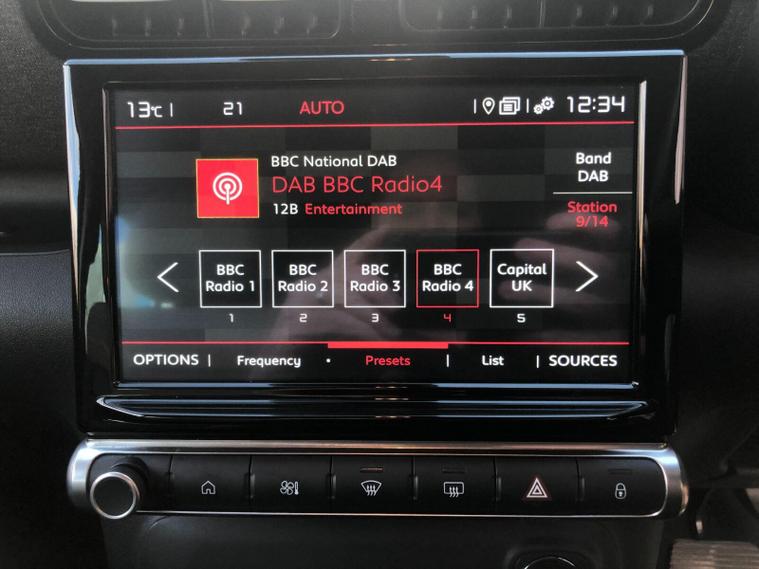 13°C | 21 AUTO 12:34
BBC National DAB
DAB BBC Radio4
12B Entertainment
Band
DAB
Station
9/14
BBC
Radio 1
BBC
Radio 2
BBC
Radio 3
BBC
Radio 4
Capital
UK
1 2 3 4 5
OPTIONS | Frequency • Presets | List | SOURCES